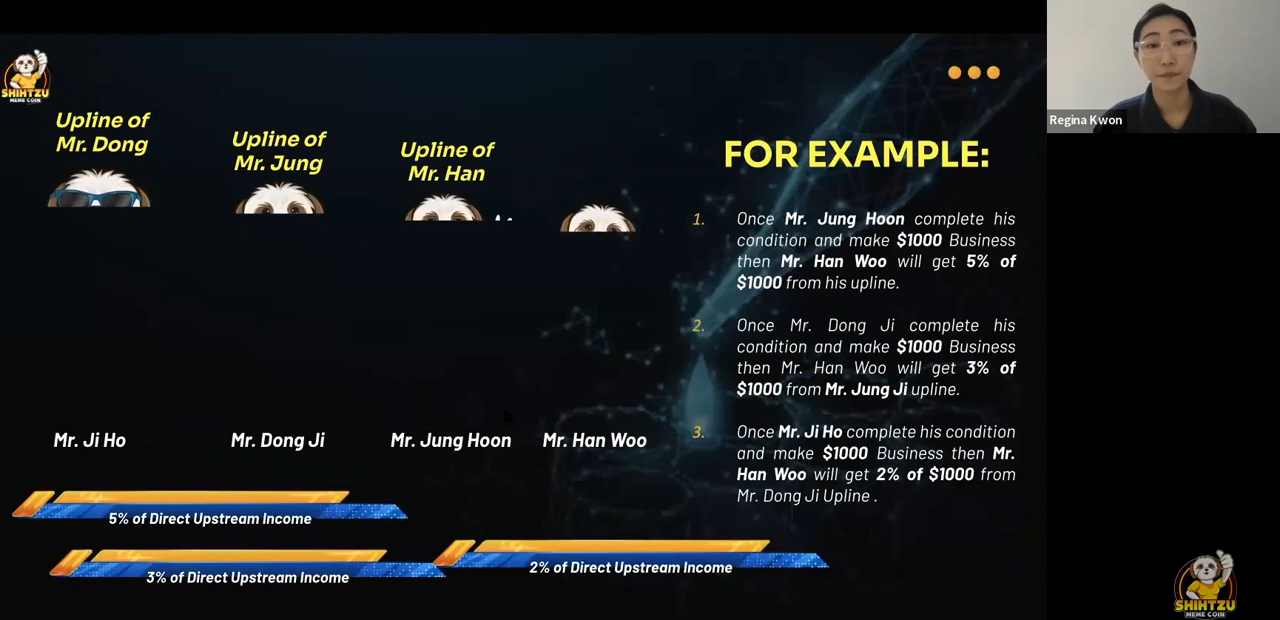 SHIHTZU
MEME COIN
Upline of
Mr. Dong
Upline of
Mr. Jung
Upline of
Mr. Han
Mr. Ji Ho
Mr. Dong Ji
Mr. Jung Hoon
Mr. Han Woo
5% of Direct Upstream Income
3% of Direct Upstream Income
2% of Direct Upstream Income
FOR EXAMPLE:
1. Once Mr. Jung Hoon complete his
condition and make $1000 Business
then Mr. Han Woo will get 5% of
$1000 from his upline.
2. Once Mr. Dong Ji complete his
condition and make $1000 Business
then Mr. Han Woo will get 3% of
$1000 from Mr. Jung Ji upline.
3. Once Mr. Ji Ho complete his condition
and make $1000 Business then Mr.
Han Woo will get 2% of $1000 from
Mr. Dong Ji Upline .
Regina Kwon
SHIHTZU
MEME COIN